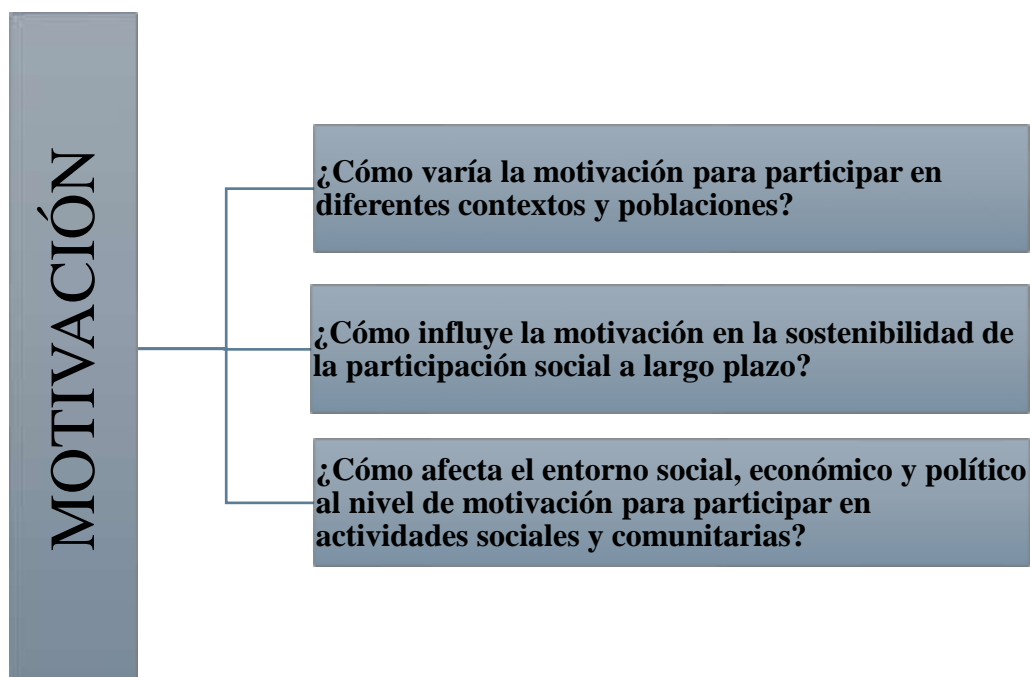 MOTIVACIÓN
¿Cómo varía la motivación para participar en
diferentes contextos y poblaciones?
¿Cómo influye la motivación en la sostenibilidad de
la participación social a largo plazo?
¿Cómo afecta el entorno social, económico y político
al nivel de motivación para participar en
actividades sociales y comunitarias?